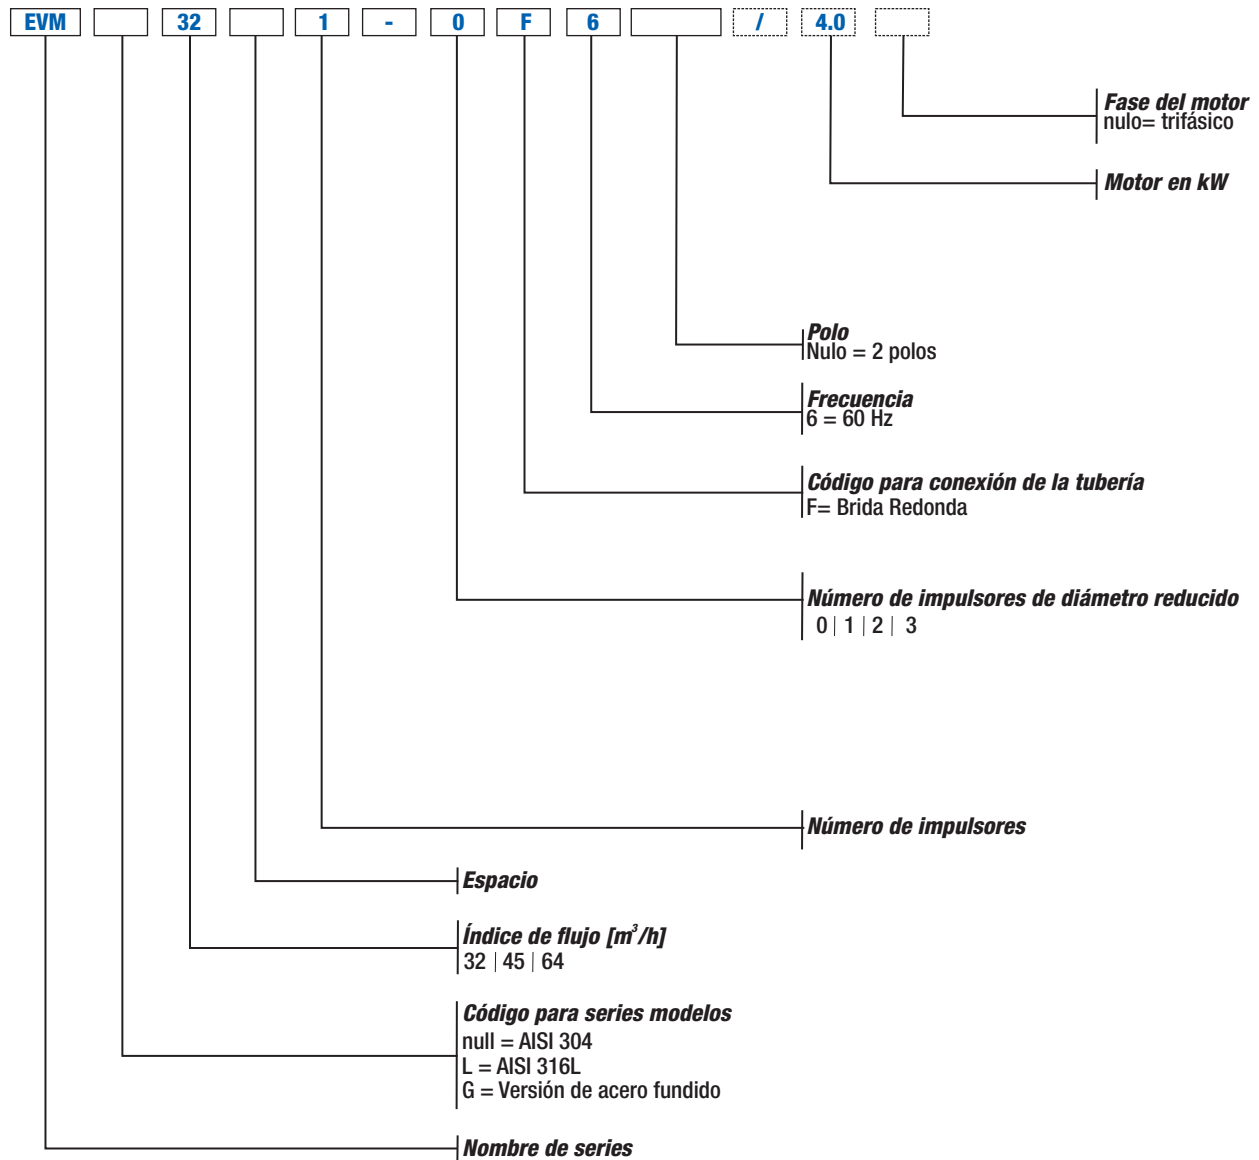 EVM 32 1 - 0 F 6 / 4.0
Fase del motor
nulo= trifásico
Motor en kW
Polo
Nulo = 2 polos
Frecuencia
6 = 60 Hz
Código para conexión de la tubería
F= Brida Redonda
Número de impulsores de diámetro reducido
0 | 1 | 2 | 3
Número de impulsores
Espacio
Índice de flujo [m³/h]
32 | 45 | 64
Código para series modelos
null = AISI 304
L = AISI 316L
G = Versión de acero fundido
Nombre de series